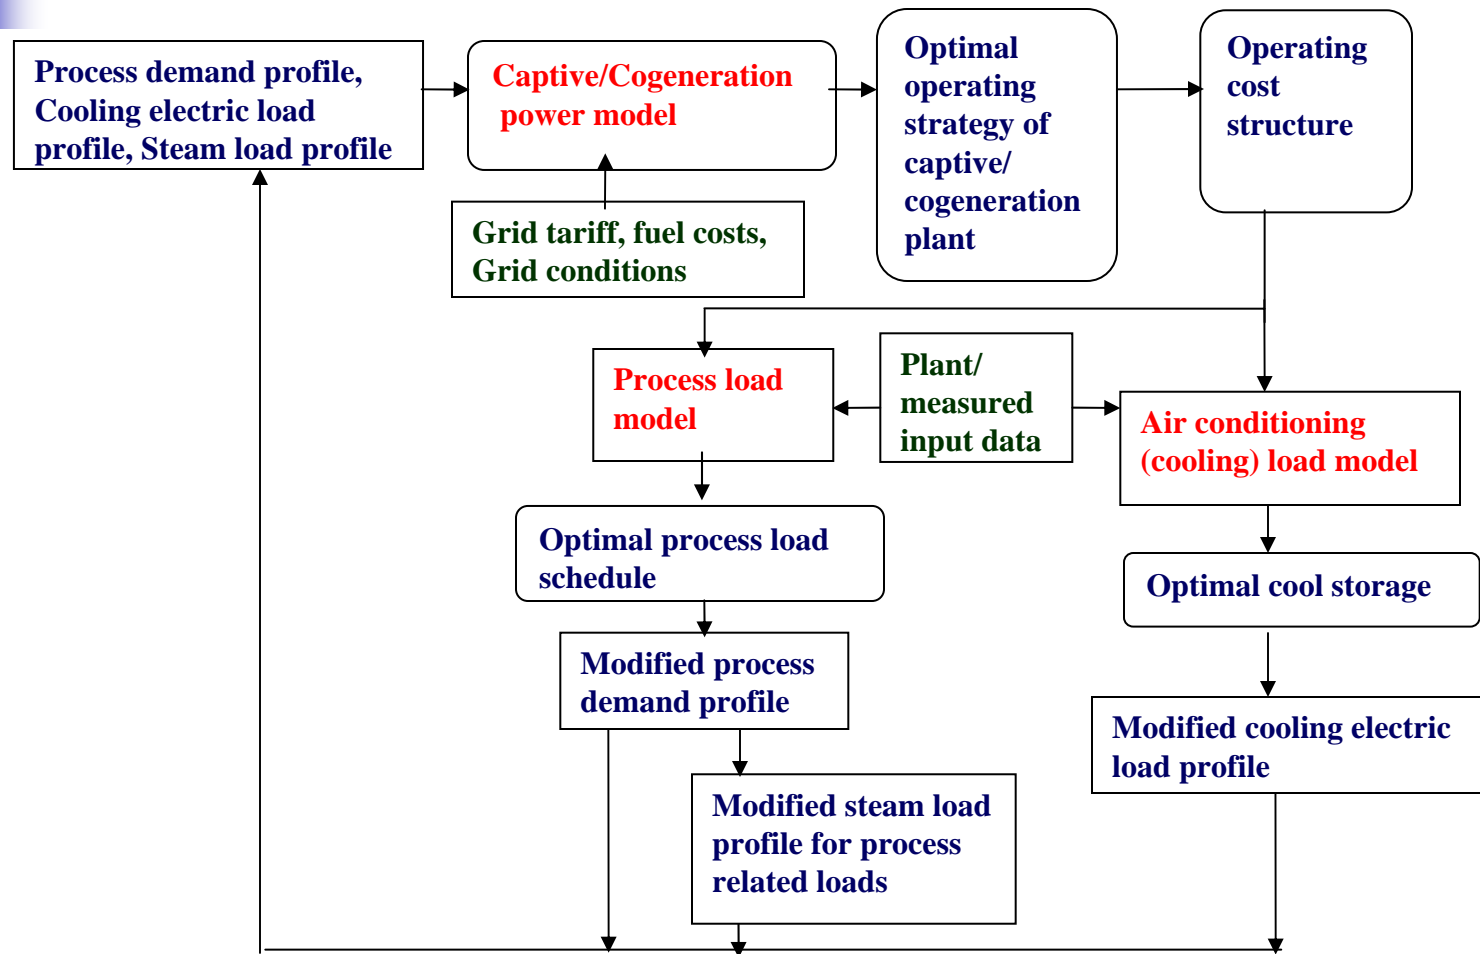 Process demand profile,
Cooling electric load
profile, Steam load profile
Captive/Cogeneration
power model
Optimal
operating
strategy of
captive/
cogeneration
plant
Operating
cost
structure
Grid tariff, fuel costs,
Grid conditions
Process load
model
Plant/
measured
input data
Air conditioning
(cooling) load model
Optimal process load
schedule
Optimal cool storage
Modified process
demand profile
Modified cooling electric
load profile
Modified steam load
profile for process
related loads